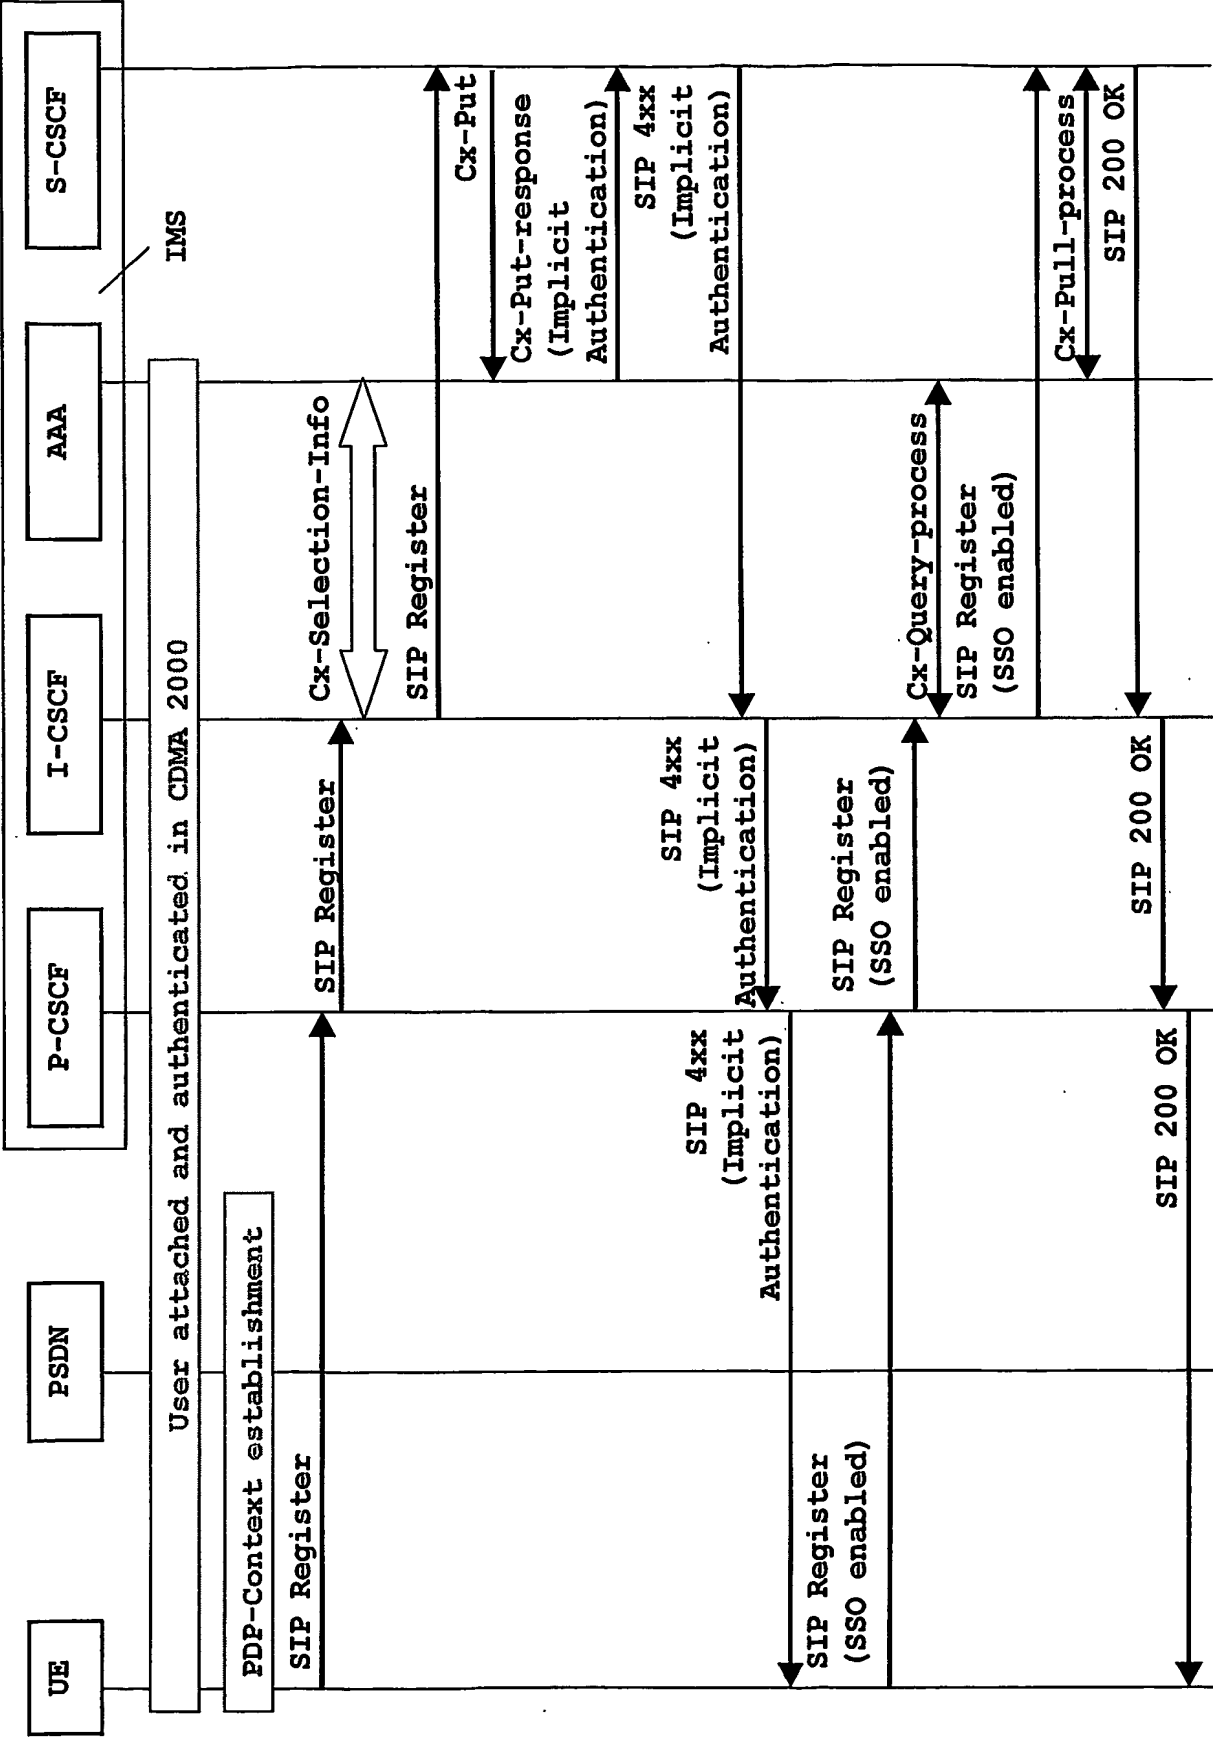 UE
PSDN
P-CSCF
I-CSCF
AAA
S-CSCF
IMS
User attached and authenticated in CDMA 2000
PDP-Context establishment
SIP Register
SIP Register
Cx-Selection-Info
SIP Register
Cx-Put
Cx-Put-response
(Implicit
Authentication)
SIP 4xx
(Implicit
Authentication)
SIP 4xx
(Implicit
Authentication)
SIP 4xx
(Implicit
Authentication)
SIP Register
(SSO enabled)
SIP Register
(SSO enabled)
Cx-Query-process
SIP Register
(SSO enabled)
Cx-Pull-process
SIP 200 OK
SIP 200 OK
SIP 200 OK